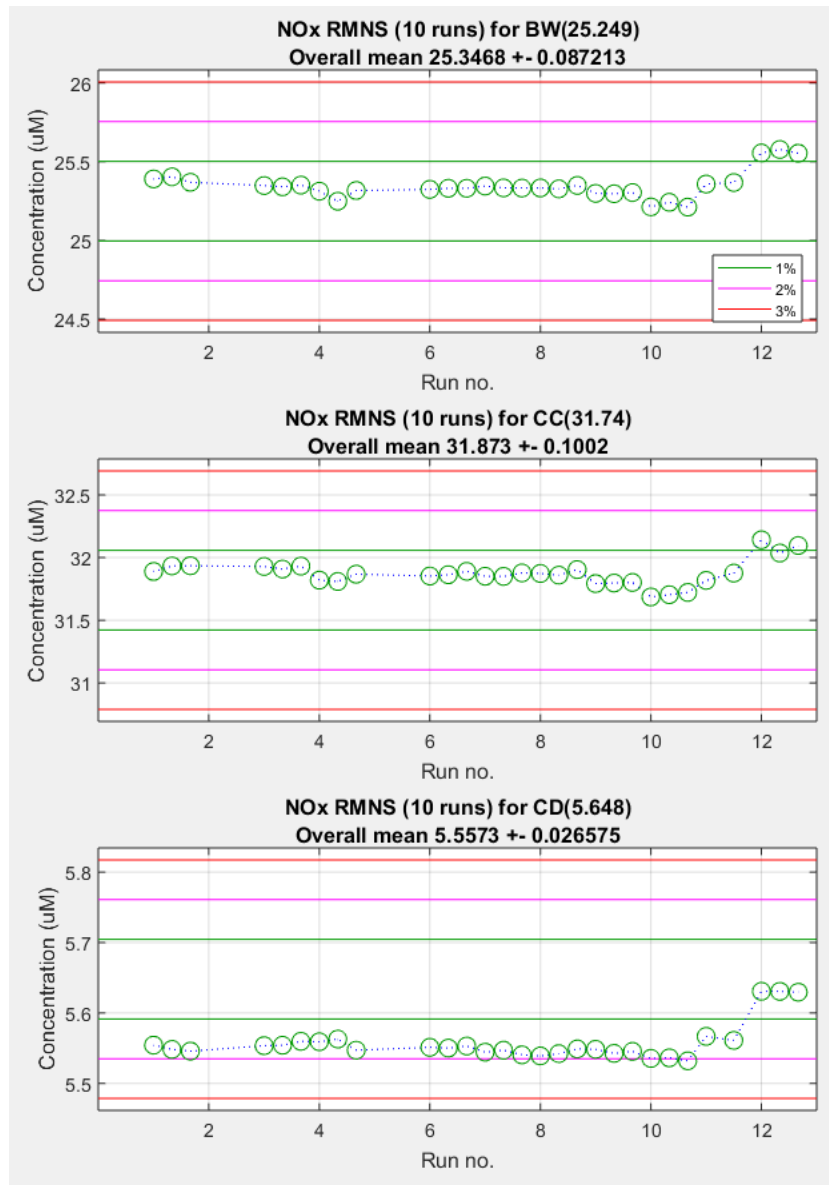 NOx RMNS (10 runs) for BW(25.249)
Overall mean 25.3468 +- 0.087213
Concentration (uM)
26
25.5
25
24.5
1%
2%
3%
2 4 6 8 10 12
Run no.
NOx RMNS (10 runs) for CC(31.74)
Overall mean 31.873 +- 0.1002
Concentration (uM)
32.5
32
31.5
31
2 4 6 8 10 12
Run no.
NOx RMNS (10 runs) for CD(5.648)
Overall mean 5.5573 +- 0.026575
Concentration (uM)
5.8
5.7
5.6
5.5
2 4 6 8 10 12
Run no.